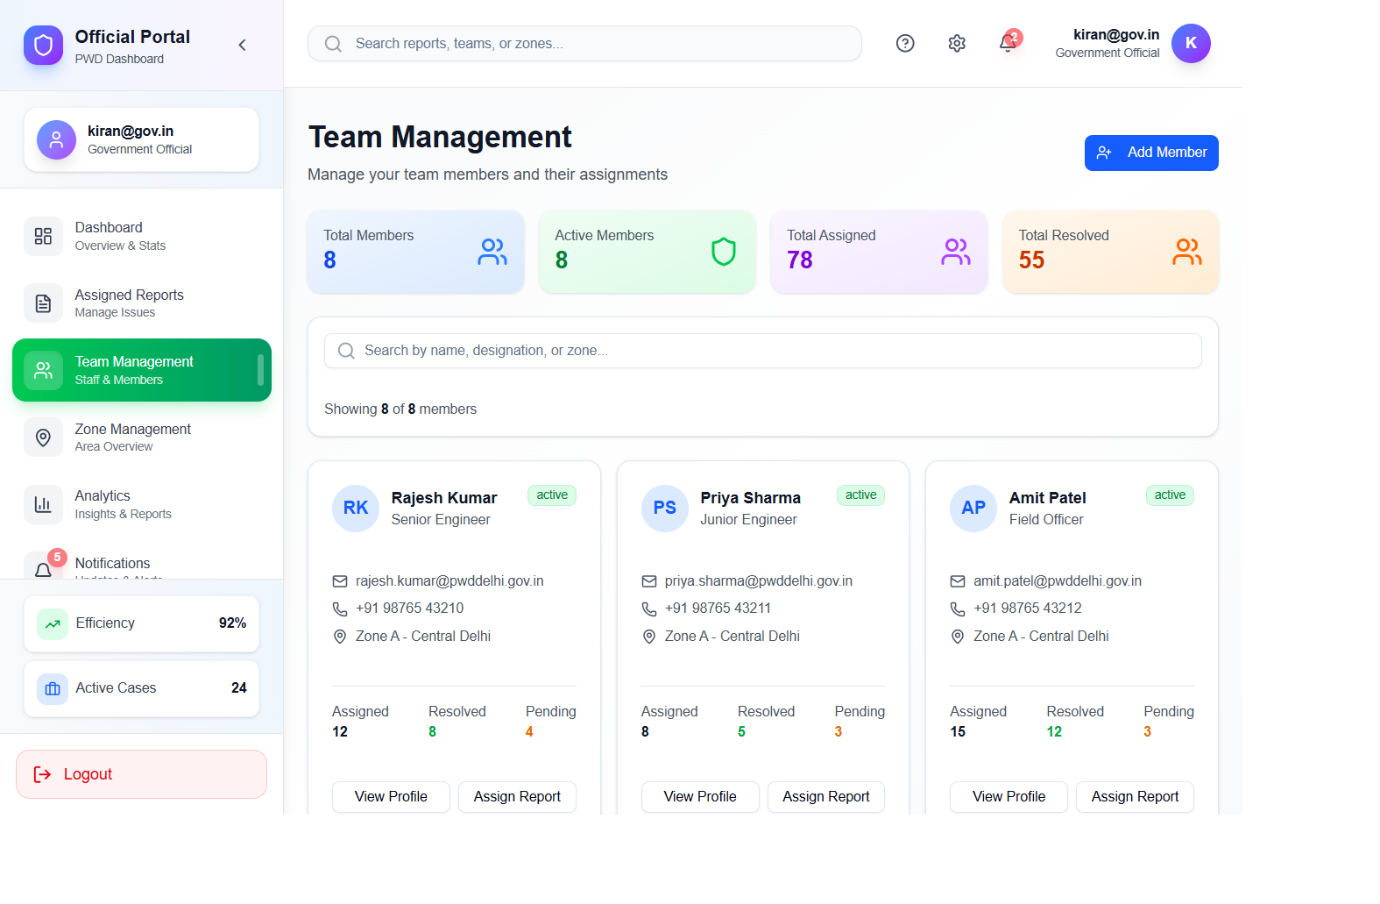 Official Portal
PWD Dashboard
kiran@gov.in
Government Official
Dashboard
Overview & Stats
Assigned Reports
Manage Issues
Team Management
Staff & Members
Zone Management
Area Overview
Analytics
Insights & Reports
5
Notifications
Updates & Alerts
Efficiency 92%
Active Cases 24
Logout
Search reports, teams, or zones...
2
kiran@gov.in
Government Official
K
Team Management
Manage your team members and their assignments
Add Member
Total Members
8
Active Members
8
Total Assigned
78
Total Resolved
55
Search by name, designation, or zone...
Showing 8 of 8 members
RK
Rajesh Kumar
Senior Engineer
active
rajesh.kumar@pwddelhi.gov.in
+91 98765 43210
Zone A - Central Delhi
Assigned Resolved Pending
12 8 4
View Profile Assign Report
PS
Priya Sharma
Junior Engineer
active
priya.sharma@pwddelhi.gov.in
+91 98765 43211
Zone A - Central Delhi
Assigned Resolved Pending
8 5 3
View Profile Assign Report
AP
Amit Patel
Field Officer
active
amit.patel@pwddelhi.gov.in
+91 98765 43212
Zone A - Central Delhi
Assigned Resolved Pending
15 12 3
View Profile Assign Report